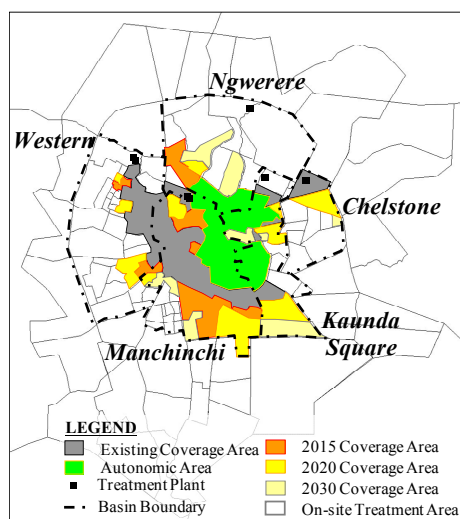 Ngwerere
Western
Chelstone
Kaunda
Square
Manchinchi
LEGEND
Existing Coverage Area
Autonomic Area
Treatment Plant
Basin Boundary
2015 Coverage Area
2020 Coverage Area
2030 Coverage Area
On-site Treatment Area